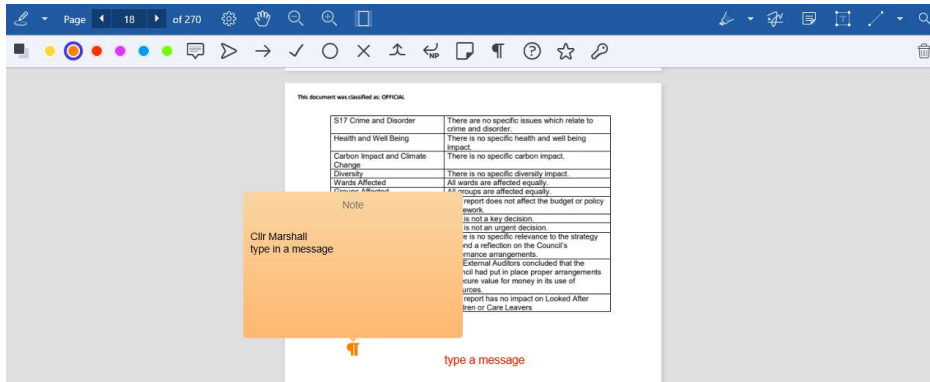 Page 18 of 270
NP
T
?
This document was classified as: OFFICIAL
S17 Crime and Disorder There are no specific issues which relate to
crime and disorder.
Health and Well Being There is no specific health and well being
impact.
Carbon Impact and Climate There is no specific carbon impact.
Change
Diversity There is no specific diversity impact.
Wards Affected All wards are affected equally.
Groups Affected All groups are affected equally.
report does not affect the budget or policy
is not a key decision.
is not an urgent decision.
is no specific relevance to the strategy
a reflection on the Council's
arrangements.
External Auditors concluded that the
had put in place proper arrangements
value for money in its use of
report has no impact on Looked After
or Care Leavers
Note
Cllr Marshall
type in a message
¶
type a message